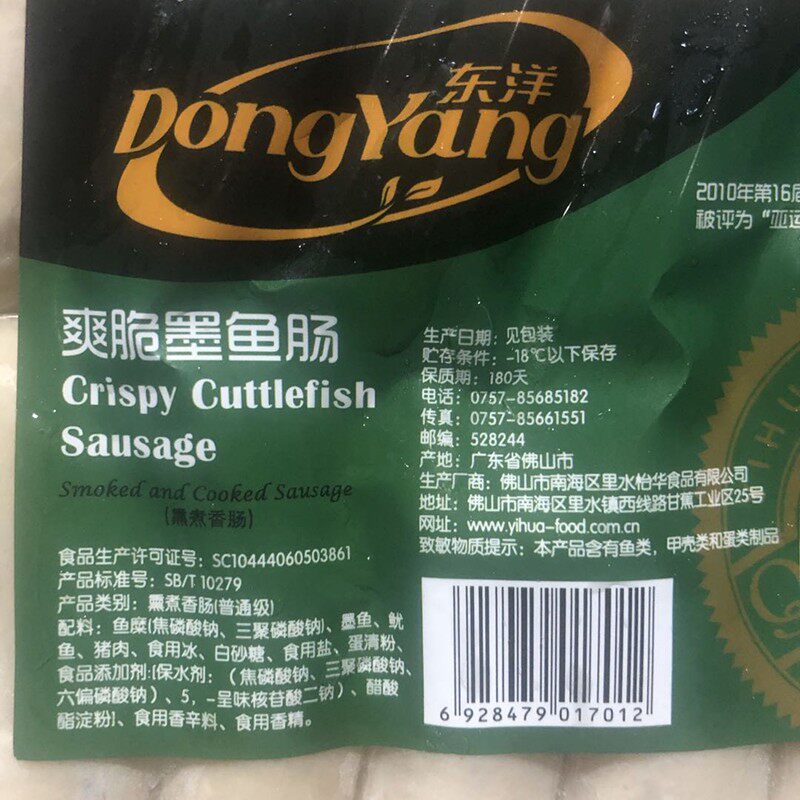 东洋
DongYang
2010年第16届
被评为“亚运
爽脆墨鱼肠
Crispy Cuttlefish
Sausage
Smoked and Cooked Sausage
(熏煮香肠)
食品生产许可证号：SC10444060503861
产品标准号：SB/T 10279
产品类别：熏煮香肠(普通级)
配料：鱼糜(焦磷酸钠、三聚磷酸钠)、墨鱼、鱿
鱼、猪肉、食用冰、白砂糖、食用盐、蛋清粉、
食品添加剂:[保水剂：（焦磷酸钠、三聚磷酸钠、
六偏磷酸钠）、5，-呈味核苷酸二钠）、醋酸
酯淀粉]、食用香辛料、食用香精。
生产日期：见包装
贮存条件：-18℃以下保存
保质期：180天
电话：0757-85685182
传真：0757-85661551
邮编：528244
产地：广东省佛山市
生产厂商：佛山市南海区里水怡华食品有限公司
地址：佛山市南海区里水镇西线路甘蕉工业区25号
网址：www.yihua-food.com.cn
致敏物质提示：本产品含有鱼类，甲壳类和蛋类制品
6 928479 017012